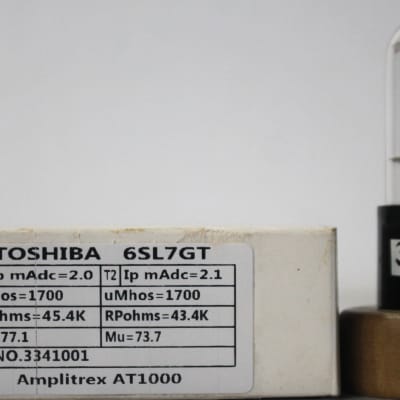 TOSHIBA 6SL7GT
p mAdc=2.0 T2 Ip mAdc=2.1
os=1700 uMhos=1700
hms=45.4K RPohms=43.4K
77.1 Mu=73.7
NO.3341001
Amplitrex AT1000